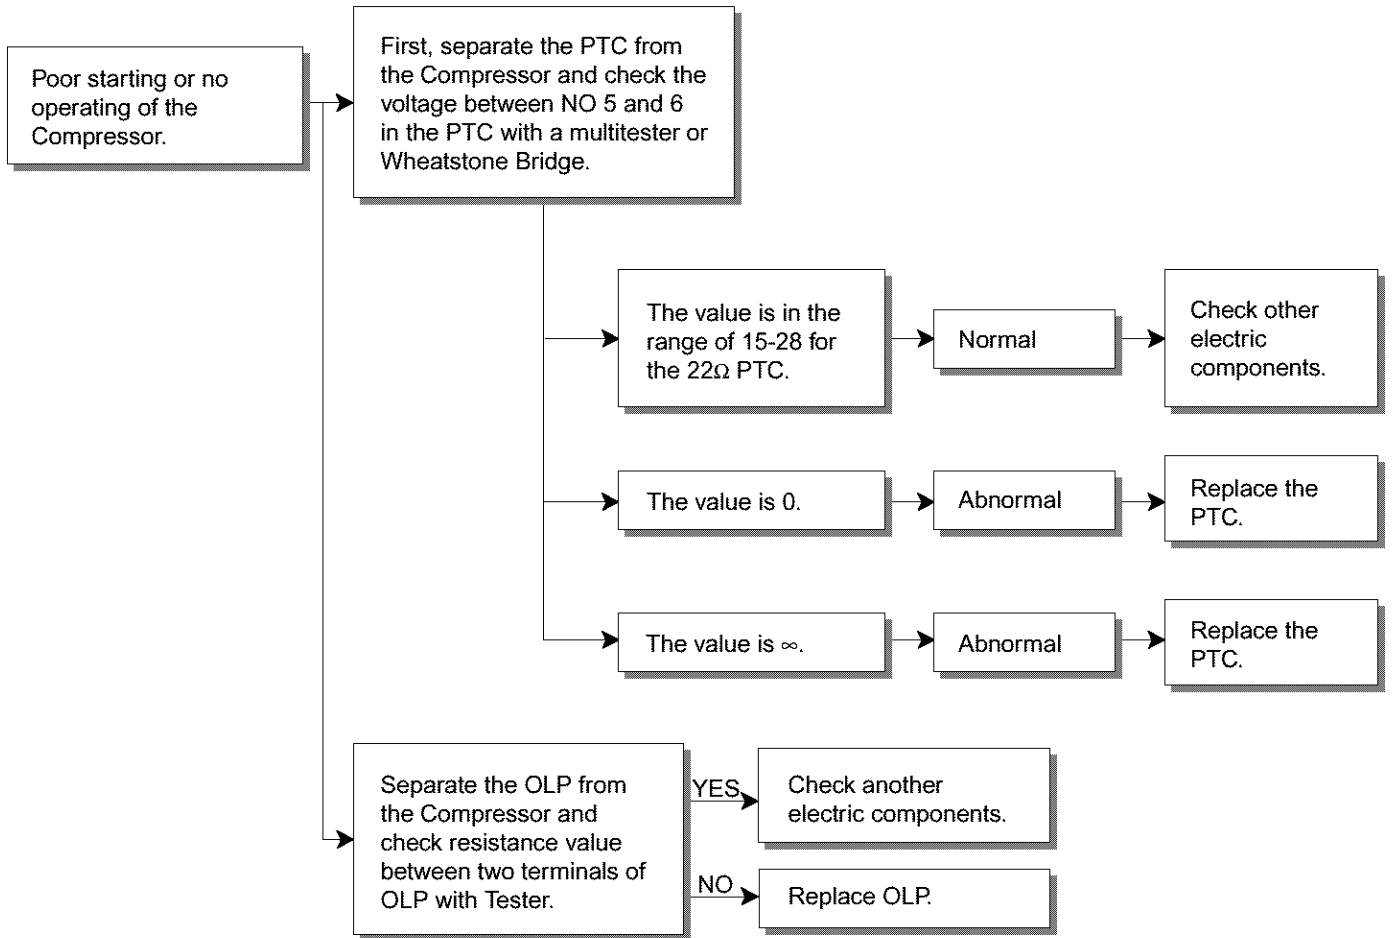 Poor starting or no
operating of the
Compressor.
First, separate the PTC from
the Compressor and check the
voltage between NO 5 and 6
in the PTC with a multitester or
Wheatstone Bridge.
The value is in the
range of 15-28 for
the 22Ω PTC.
Normal
Check other
electric
components.
The value is 0.
Abnormal
Replace the
PTC.
The value is ∞.
Abnormal
Replace the
PTC.
Separate the OLP from
the Compressor and
check resistance value
between two terminals of
OLP with Tester.
YES
Check another
electric components.
NO
Replace OLP.